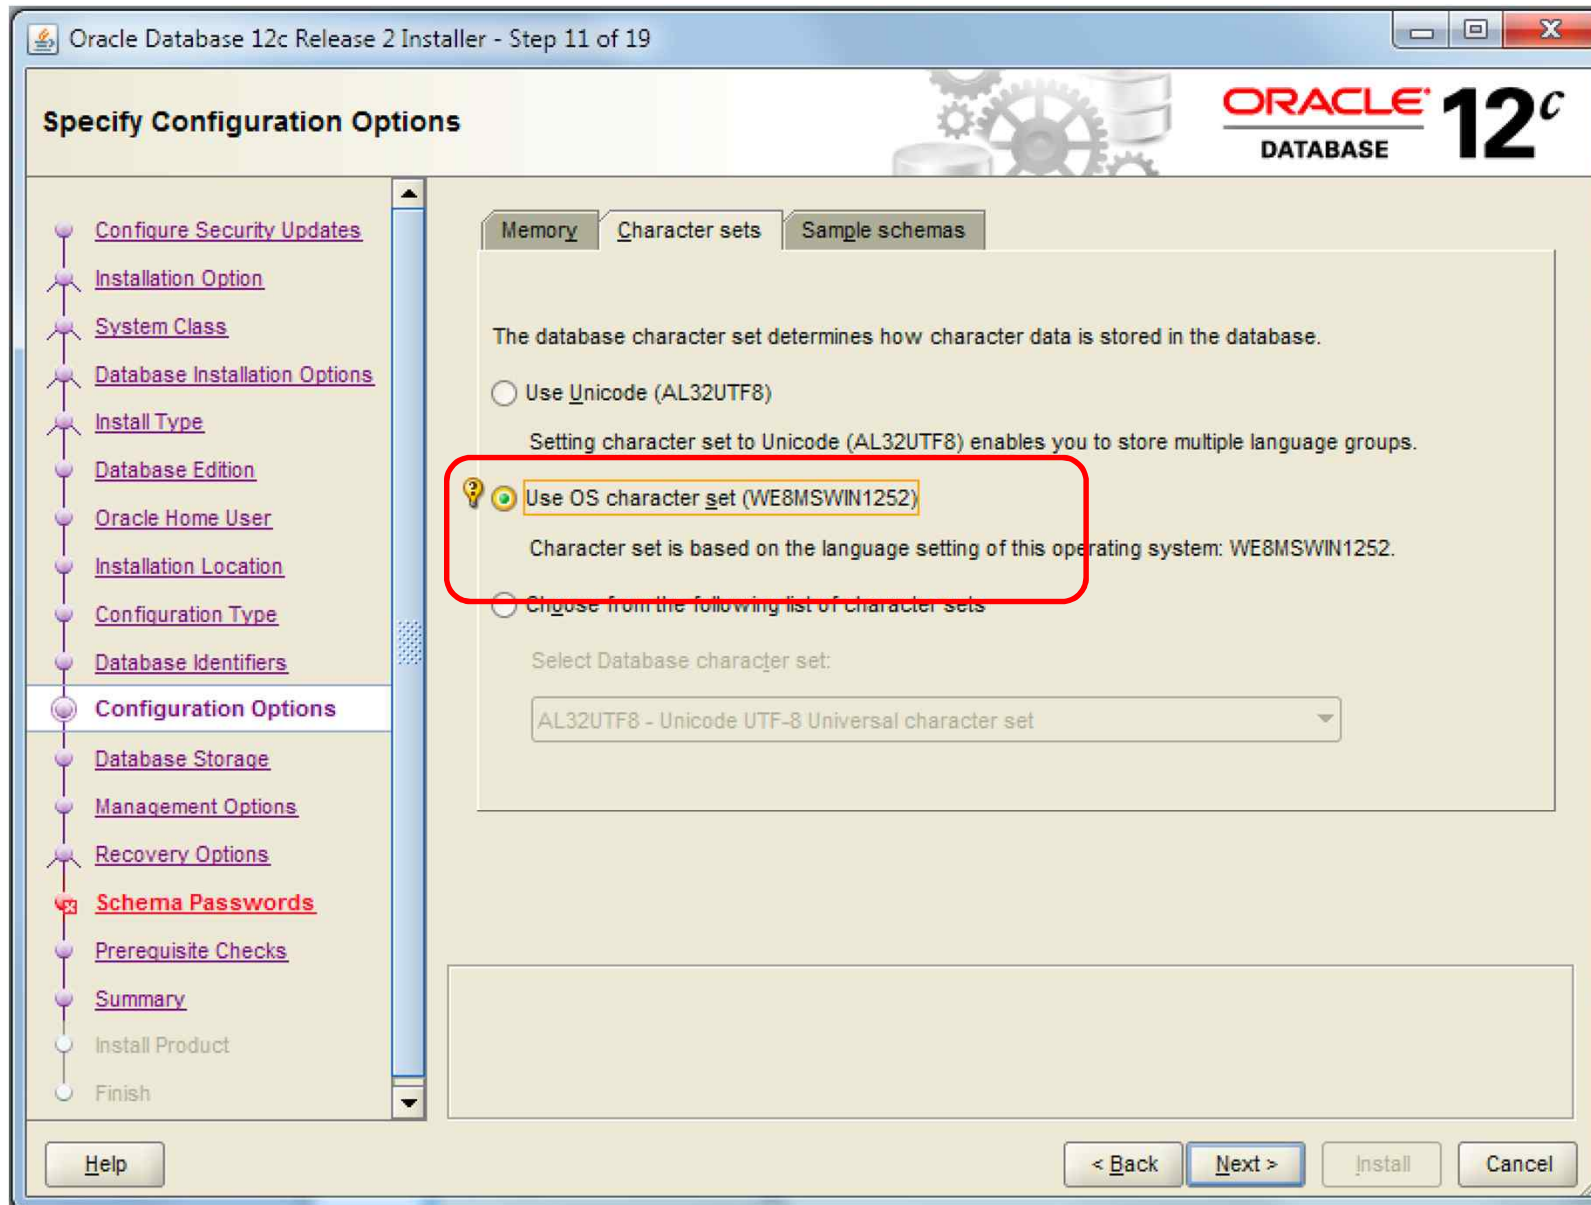 Oracle Database 12c Release 2 Installer - Step 11 of 19
Specify Configuration Options
ORACLE
DATABASE
12c
Configure Security Updates
Installation Option
System Class
Database Installation Options
Install Type
Database Edition
Oracle Home User
Installation Location
Configuration Type
Database Identifiers
Configuration Options
Database Storage
Management Options
Recovery Options
Schema Passwords
Prerequisite Checks
Summary
Install Product
Finish
Memory
Character sets
Sample schemas
The database character set determines how character data is stored in the database.
Use Unicode (AL32UTF8)
Setting character set to Unicode (AL32UTF8) enables you to store multiple language groups.
Use OS character set (WE8MSWIN1252)
Character set is based on the language setting of this operating system: WE8MSWIN1252.
Choose from the following list of character sets
Select Database character set:
AL32UTF8 - Unicode UTF-8 Universal character set
Help
< Back
Next >
Install
Cancel